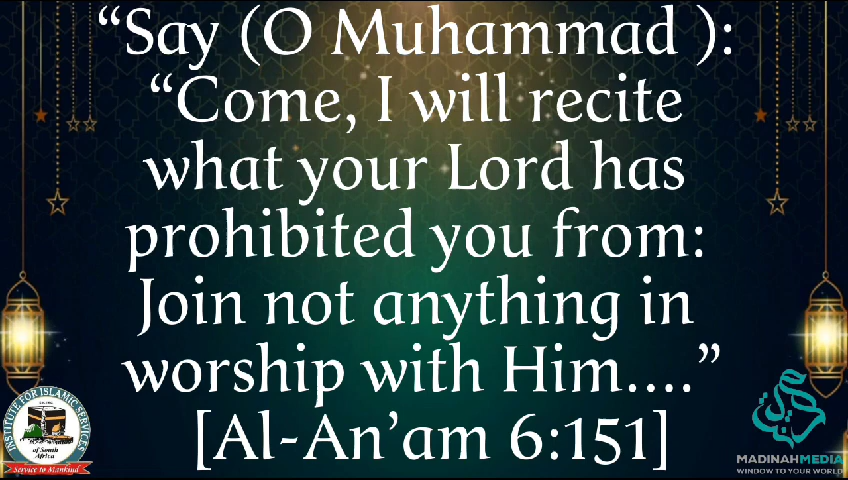 “Say (O Muhammad ):
“Come, I will recite
what your Lord has
prohibited you from:
Join not anything in
worship with Him....”
[Al-An’am 6:151]
INSTITUTE FOR ISLAMIC SERVICES
of South
Africa
Service to Mankind
MADINAHMEDIA
WINDOW TO YOUR WORLD